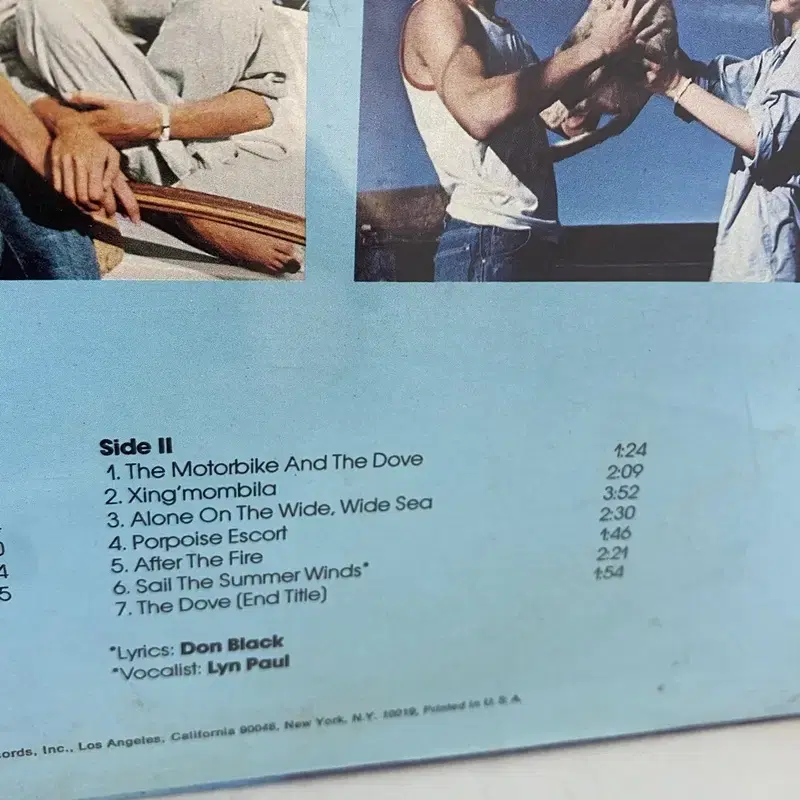 Side II
1. The Motorbike And The Dove 1:24
2. Xing'mombila 2:09
3. Alone On The Wide, Wide Sea 3:52
4. Porpoise Escort 2:30
5. After The Fire 1:46
6. Sail The Summer Winds* 2:21
7. The Dove (End Title) 1:54
4
5
*Lyrics: Don Black
*Vocalist: Lyn Paul
ords, Inc., Los Angeles, California 90046, New York, N.Y. 10019, Printed in U.S.A.